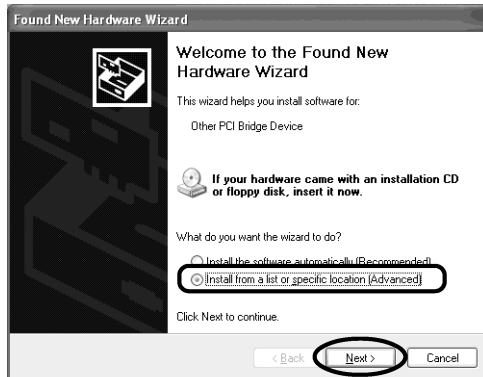 Found New Hardware Wizard
Welcome to the Found New
Hardware Wizard
This wizard helps you install software for:
Other PCI Bridge Device
If your hardware came with an installation CD
or floppy disk, insert it now.
What do you want the wizard to do?
Install the software automatically (Recommended)
Install from a list or specific location (Advanced)
Click Next to continue.
< Back
Next >
Cancel